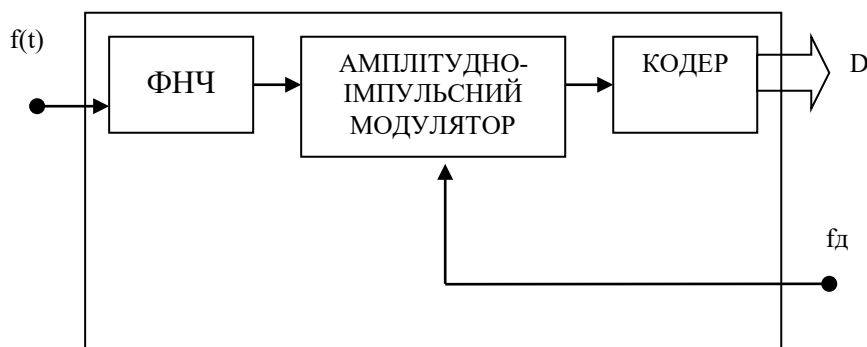 f(t)
ФНЧ
АМПЛІТУДНО-
ІМПУЛЬСНИЙ
МОДУЛЯТОР
КОДЕР
D
fд